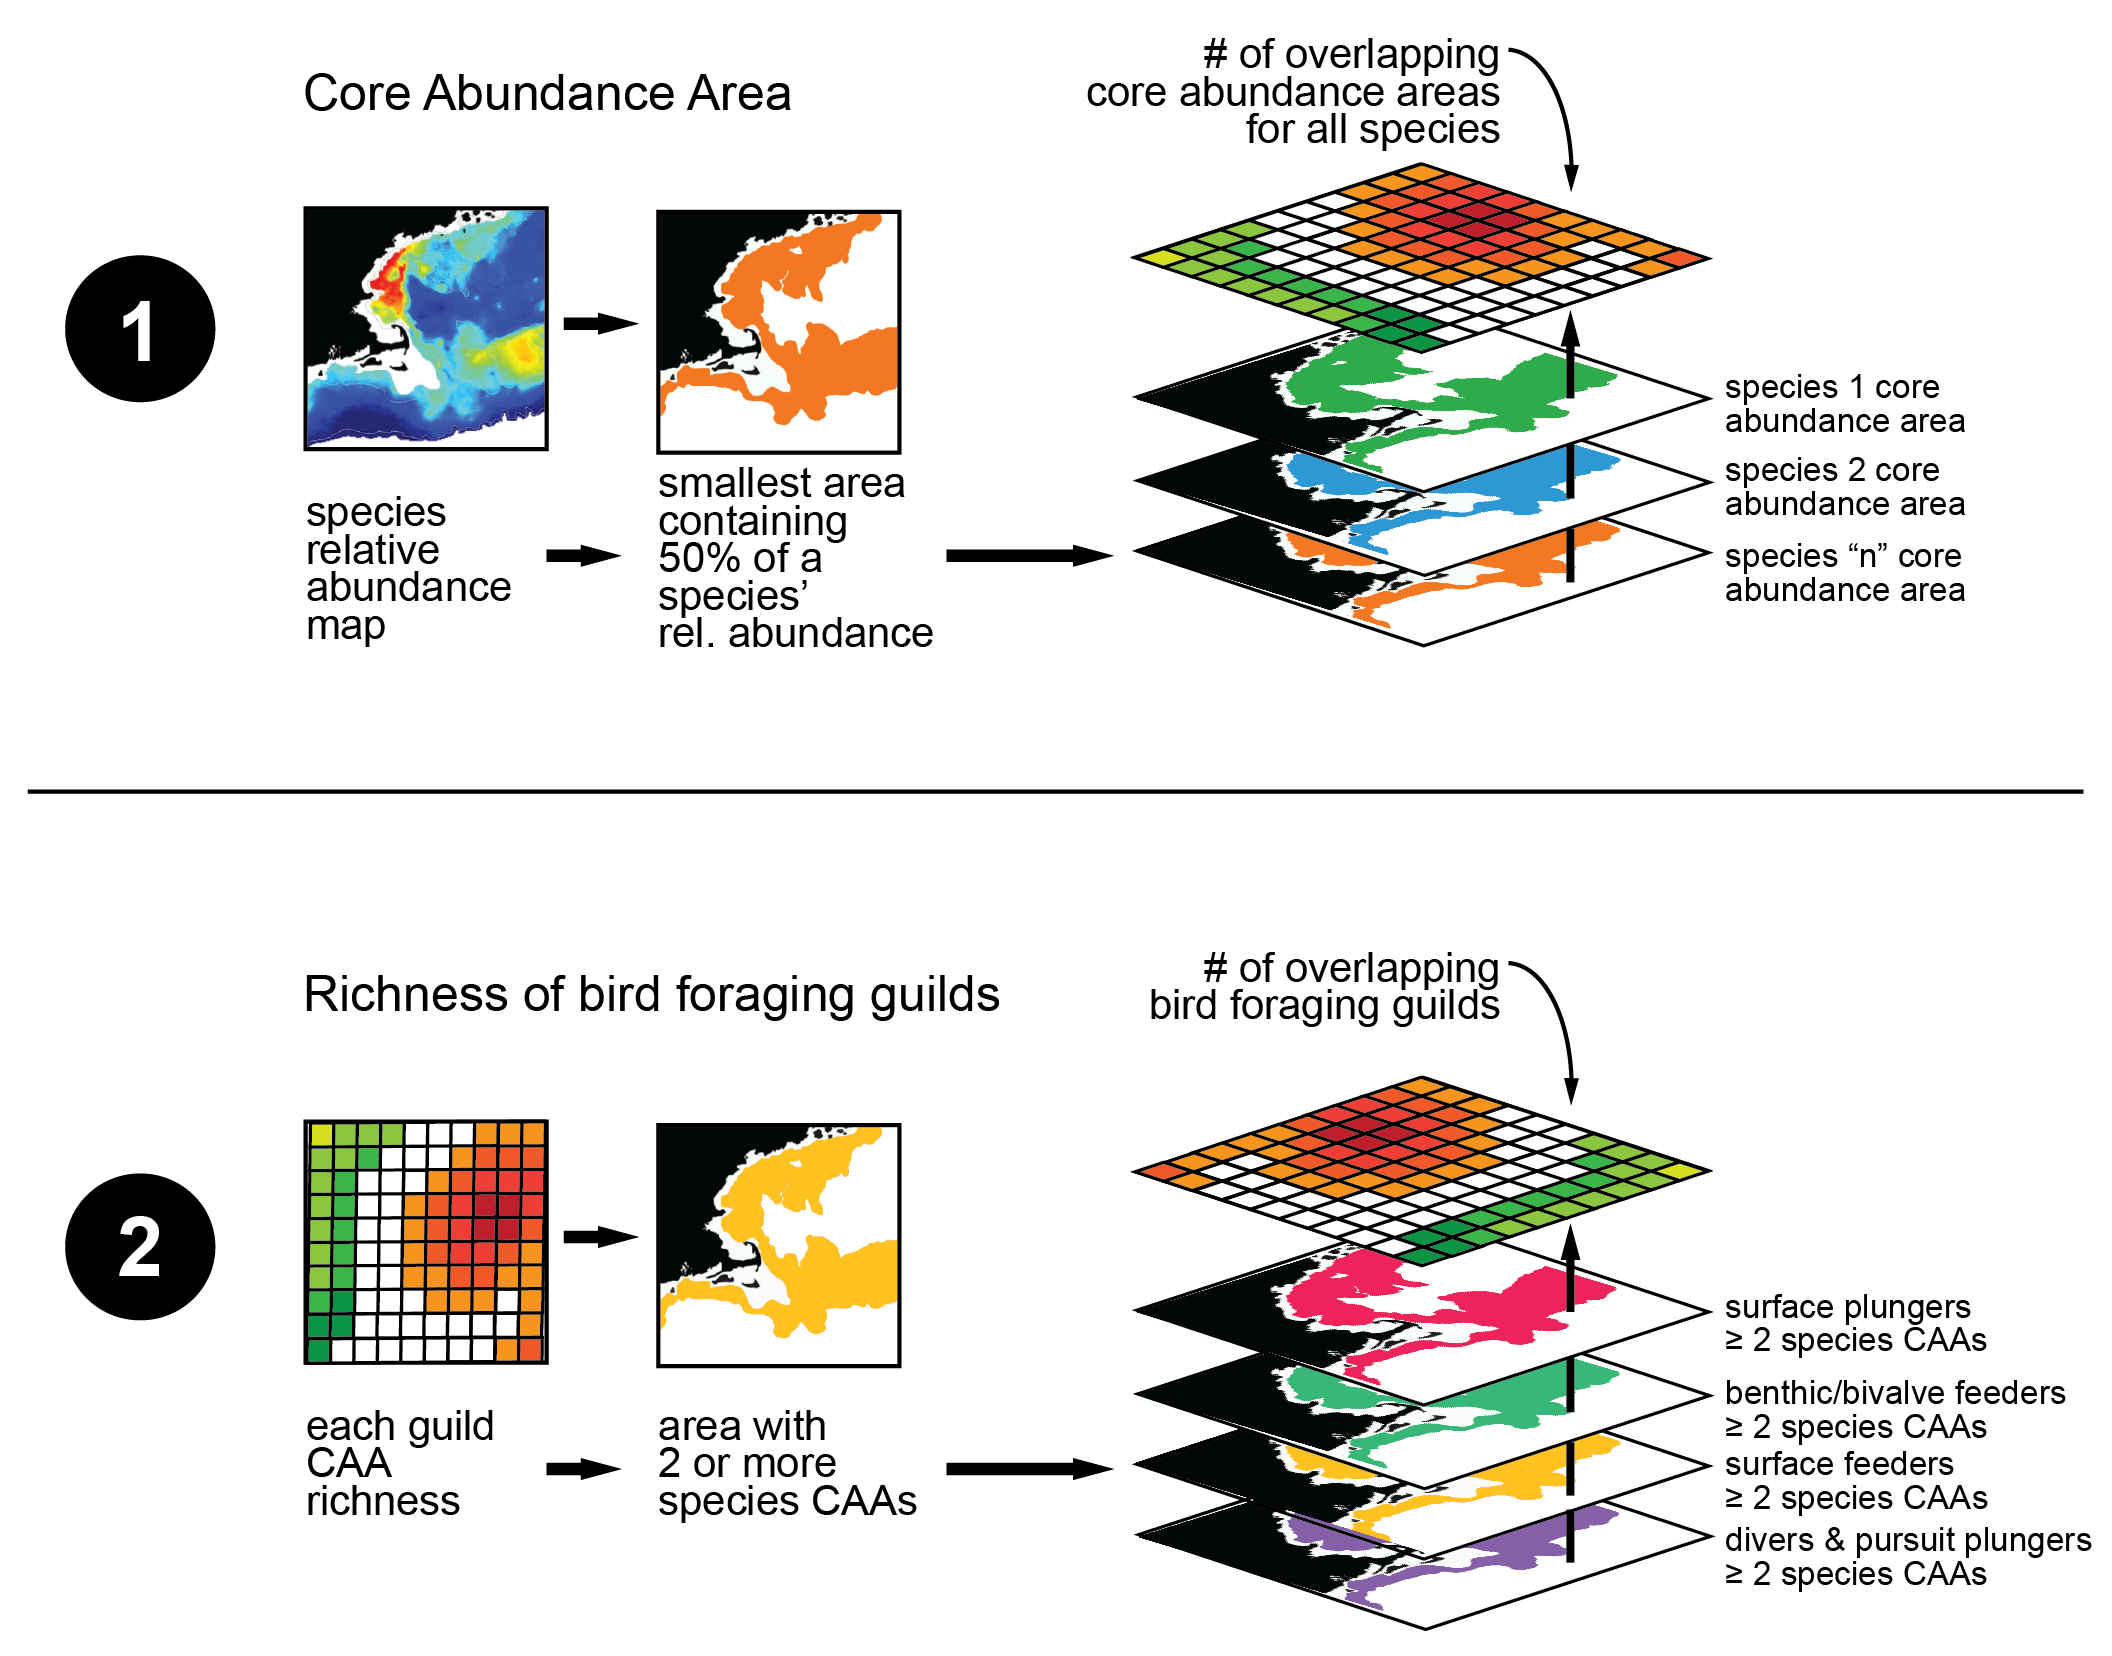 Core Abundance Area
# of overlapping
core abundance areas
for all species
1
species
relative
abundance
map
smallest area
containing
50% of a
species’
rel. abundance
species 1 core
abundance area
species 2 core
abundance area
species “n” core
abundance area
Richness of bird foraging guilds
# of overlapping
bird foraging guilds
2
each guild
CAA
richness
area with
2 or more
species CAAs
surface plungers
≥ 2 species CAAs
benthic/bivalve feeders
≥ 2 species CAAs
surface feeders
≥ 2 species CAAs
divers & pursuit plungers
≥ 2 species CAAs